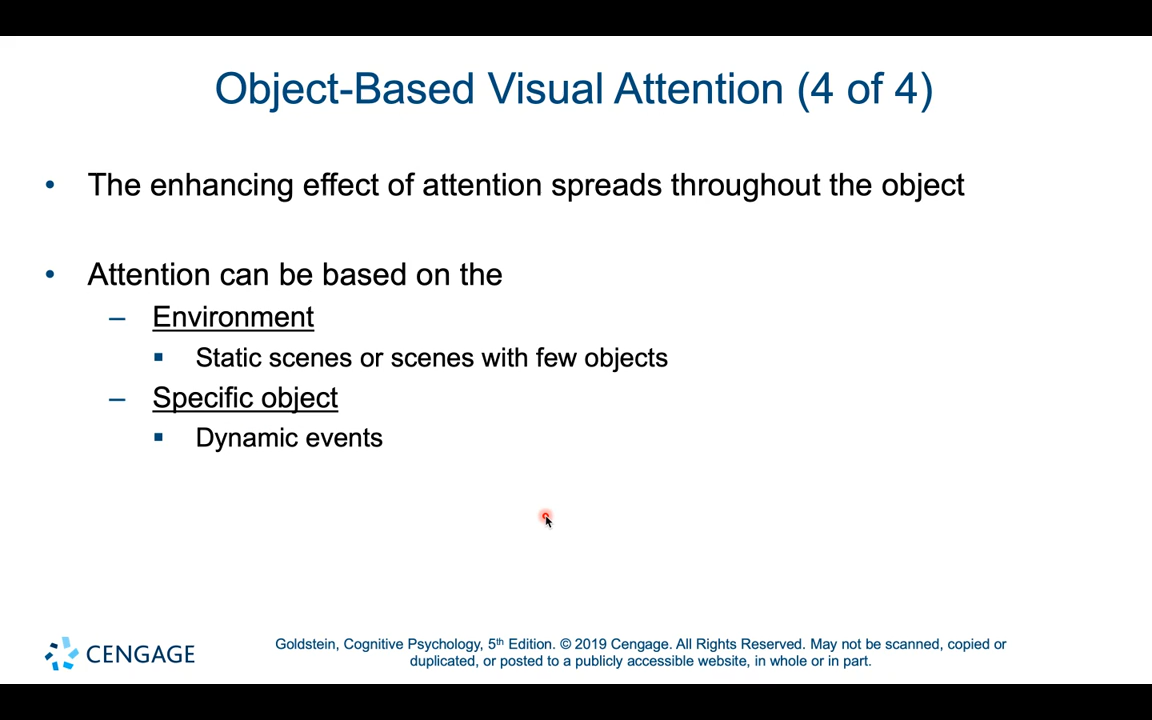 Object-Based Visual Attention (4 of 4)
• The enhancing effect of attention spreads throughout the object
• Attention can be based on the
– Environment
▪ Static scenes or scenes with few objects
– Specific object
▪ Dynamic events
CENGAGE
Goldstein, Cognitive Psychology, 5th Edition. © 2019 Cengage. All Rights Reserved. May not be scanned, copied or
duplicated, or posted to a publicly accessible website, in whole or in part.